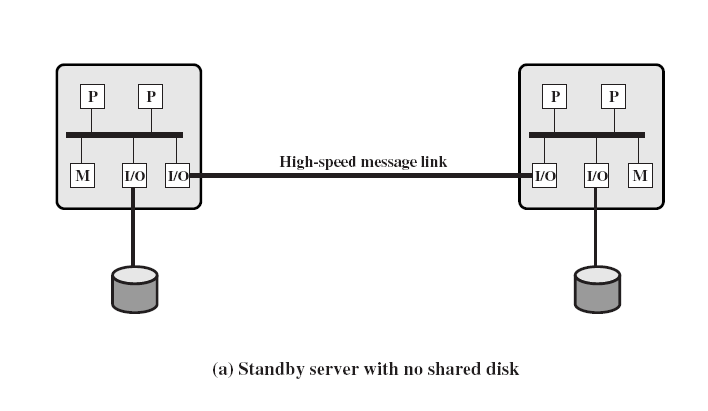 P P P P
High-speed message link
M I/O I/O I/O I/O M
(a) Standby server with no shared disk